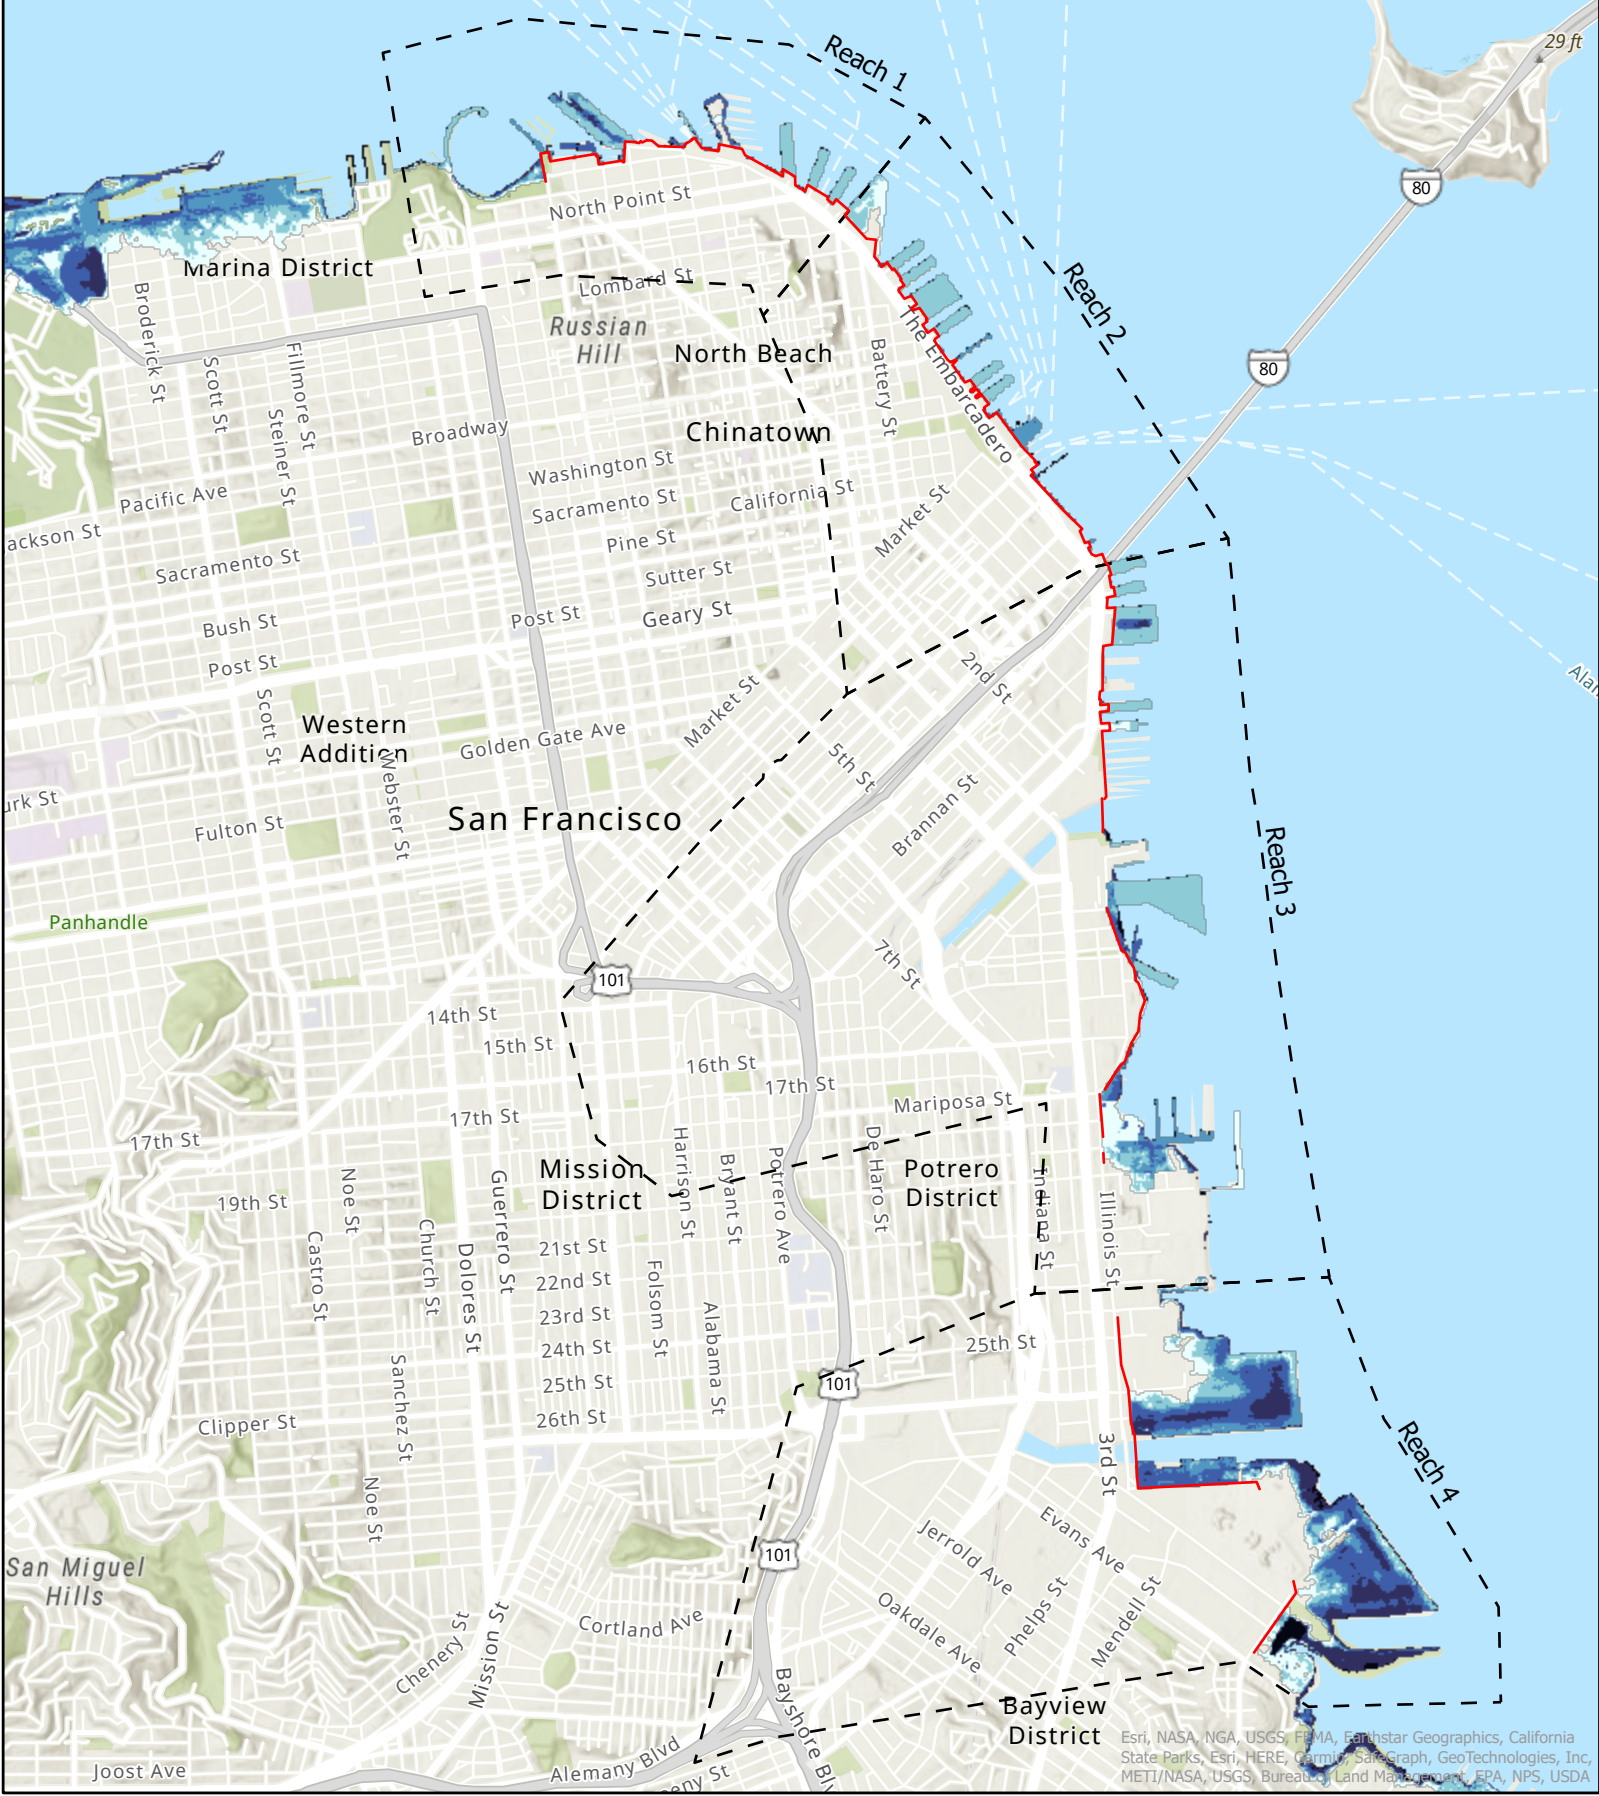 29 ft
Reach 1
80
North Point St
Marina District
Lombard St
Reach 2
Broderick St
Russian
Hill
North Beach
The Embarcadero
Battery St
Scott St
Fillmore St
Steiner St
80
Broadway
Chinatown
Washington St
Sacramento St
California St
Pacific Ave
Market St
ackson St
Pine St
Sacramento St
Sutter St
Geary St
Post St
Bush St
Post St
2nd St
Alan
Scott St
Market St
Western
Addition
Golden Gate Ave
5th St
Webster St
urk St
Fulton St
San Francisco
Brannan St
Reach 3
Panhandle
7th St
101
14th St
15th St
16th St
17th St
Mariposa St
17th St
17th St
Mission
District
Harrison St
Bryant St
Potrero Ave
De Haro St
Potrero
District
Indiana St
Illinois St
19th St
Noe St
Guerrero St
Castro St
Church St
Dolores St
21st St
22nd St
23rd St
24th St
25th St
26th St
Folsom St
Alabama St
25th St
101
Sanchez St
Clipper St
Noe St
3rd St
Reach 4
Evans Ave
Jerrold Ave
101
San Miguel
Hills
Cortland Ave
Oakdale Ave
Phelps St
Mendell St
Chenery St
Mission St
Bayshore Blv
Bayview
District
Alemany Blvd
Joost Ave
eny St
Esri, NASA, NGA, USGS, FEMA, Earthstar Geographics, California
State Parks, Esri, HERE, Garmin, SafeGraph, GeoTechnologies, Inc,
METI/NASA, USGS, Bureau of Land Management, EPA, NPS, USDA